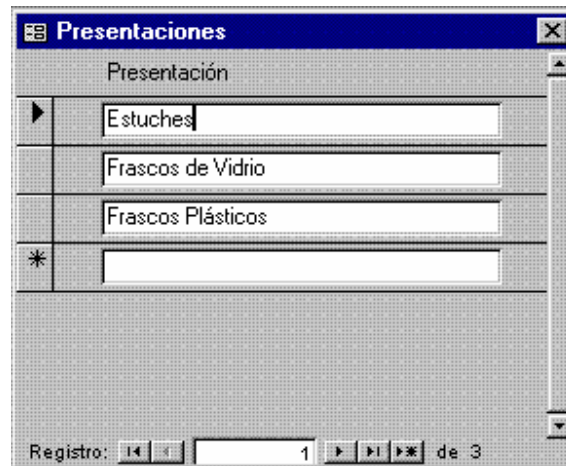 Presentaciones
Presentación
Estuches
Frascos de Vidrio
Frascos Plásticos
Registro: 1 de 3